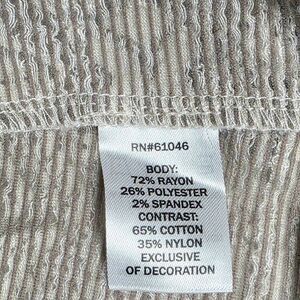 RN#61046
BODY:
72% RAYON
26% POLYESTER
2% SPANDEX
CONTRAST:
65% COTTON
35% NYLON
EXCLUSIVE
OF DECORATION